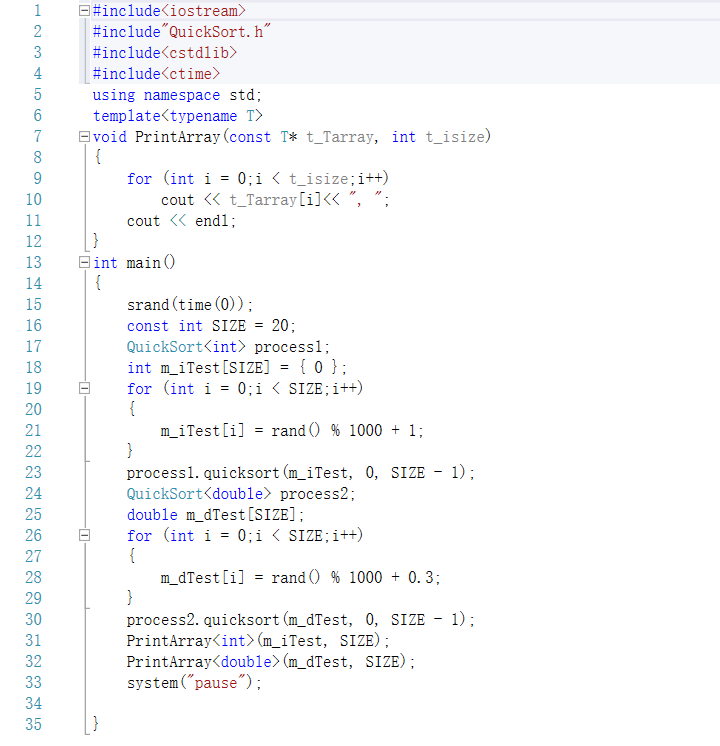 1 #include<iostream>
2 #include"QuickSort.h"
3 #include<cstdlib>
4 #include<ctime>
5 using namespace std;
6 template<typename T>
7 void PrintArray(const T* t_Tarray, int t_isize)
8 {
9 for (int i = 0;i < t_isize;i++)
10 cout << t_Tarray[i]<< ", ";
11 cout << endl;
12 }
13 int main()
14 {
15 srand(time(0));
16 const int SIZE = 20;
17 QuickSort<int> process1;
18 int m_iTest[SIZE] = { 0 };
19 for (int i = 0;i < SIZE;i++)
20 {
21 m_iTest[i] = rand() % 1000 + 1;
22 }
23 process1.quicksort(m_iTest, 0, SIZE - 1);
24 QuickSort<double> process2;
25 double m_dTest[SIZE];
26 for (int i = 0;i < SIZE;i++)
27 {
28 m_dTest[i] = rand() % 1000 + 0.3;
29 }
30 process2.quicksort(m_dTest, 0, SIZE - 1);
31 PrintArray<int>(m_iTest, SIZE);
32 PrintArray<double>(m_dTest, SIZE);
33 system("pause");
34
35 }